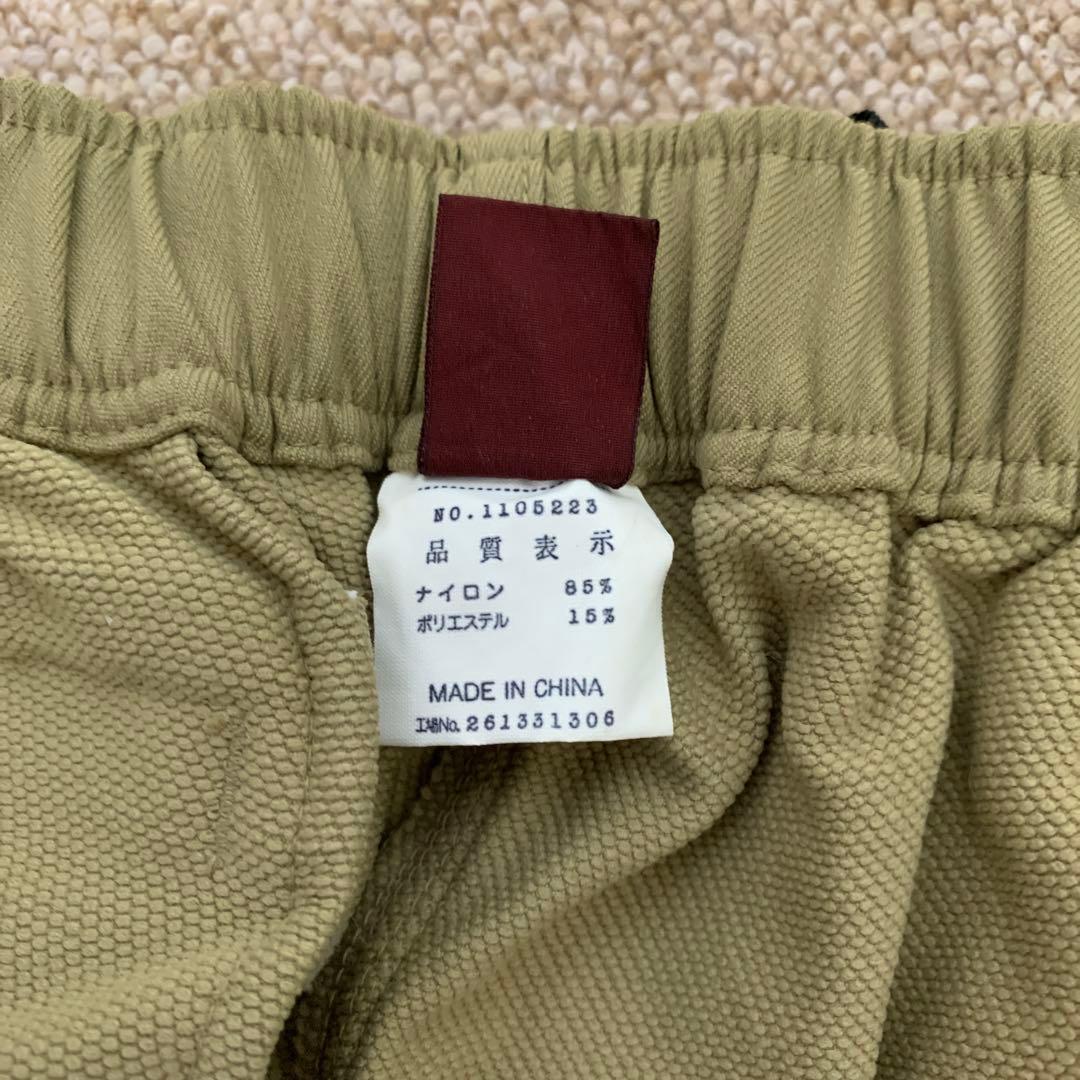 NO.1105223
品質表示
ナイロン 85%
ポリエステル 15%
MADE IN CHINA
工場No.261331306